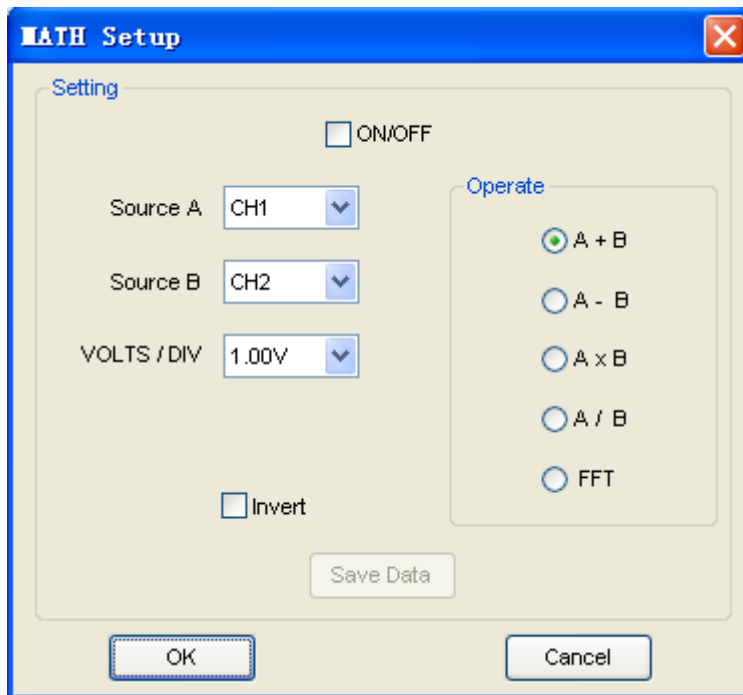 MATH Setup
Setting
ON/OFF
Source A CH1
Source B CH2
VOLTS / DIV 1.00V
Invert
Operate
A + B
A - B
A x B
A / B
FFT
Save Data
OK Cancel